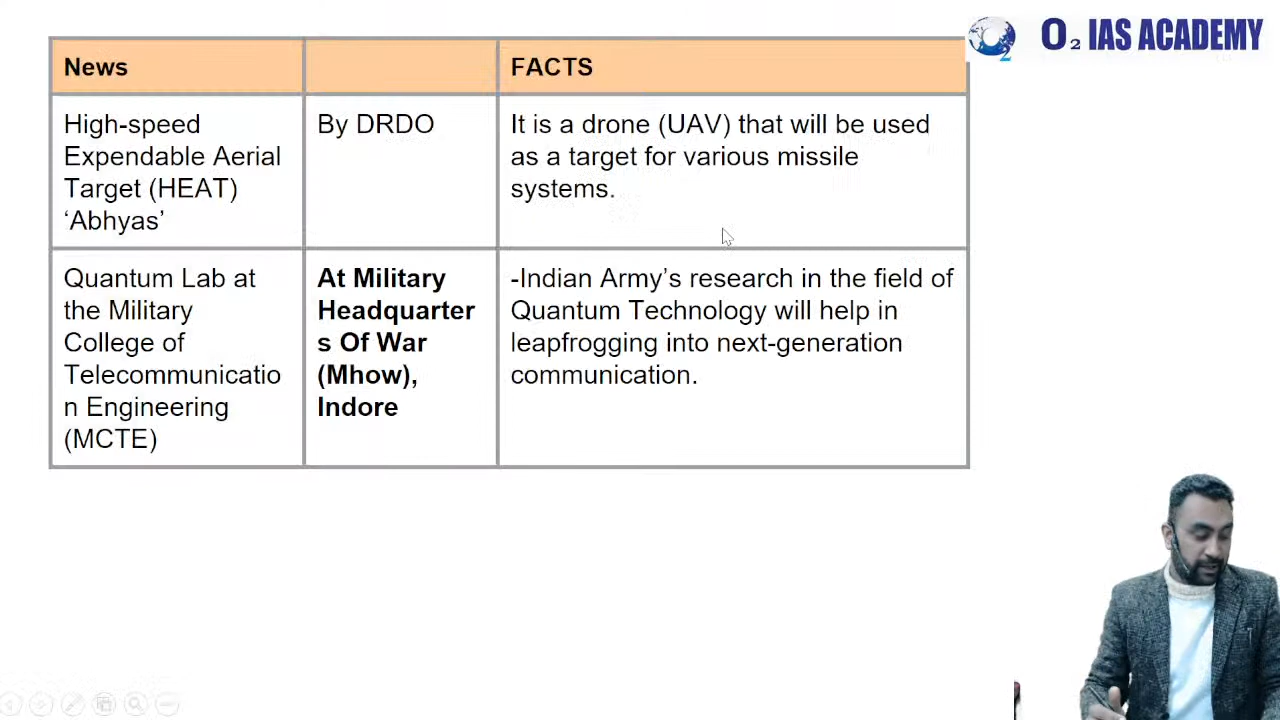 O2 IAS ACADEMY
2
News
FACTS
High-speed
Expendable Aerial
Target (HEAT)
‘Abhyas’
By DRDO
It is a drone (UAV) that will be used
as a target for various missile
systems.
Quantum Lab at
the Military
College of
Telecommunicatio
n Engineering
(MCTE)
At Military
Headquarter
s Of War
(Mhow),
Indore
-Indian Army’s research in the field of
Quantum Technology will help in
leapfrogging into next-generation
communication.